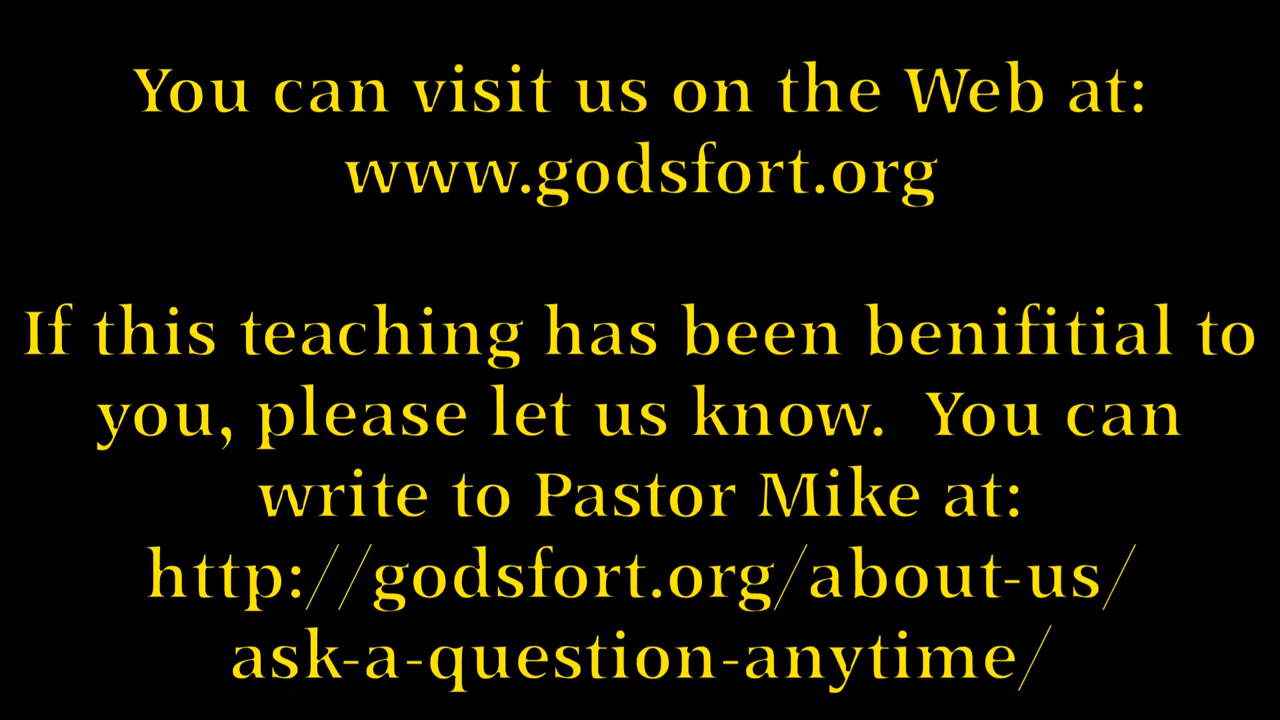 You can visit us on the Web at:
www.godsfort.org
If this teaching has been benifitial to
you, please let us know.  You can
write to Pastor Mike at:
http://godsfort.org/about-us/
ask-a-question-anytime/